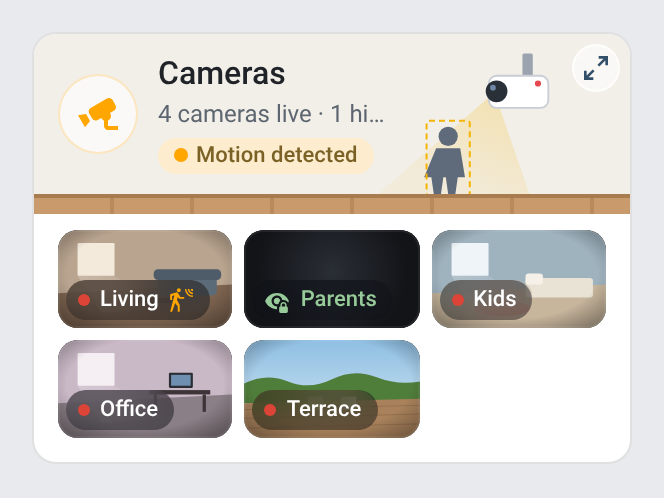 Cameras
4 cameras live · 1 hi…
Motion detected
Living
Parents
Kids
Office
Terrace